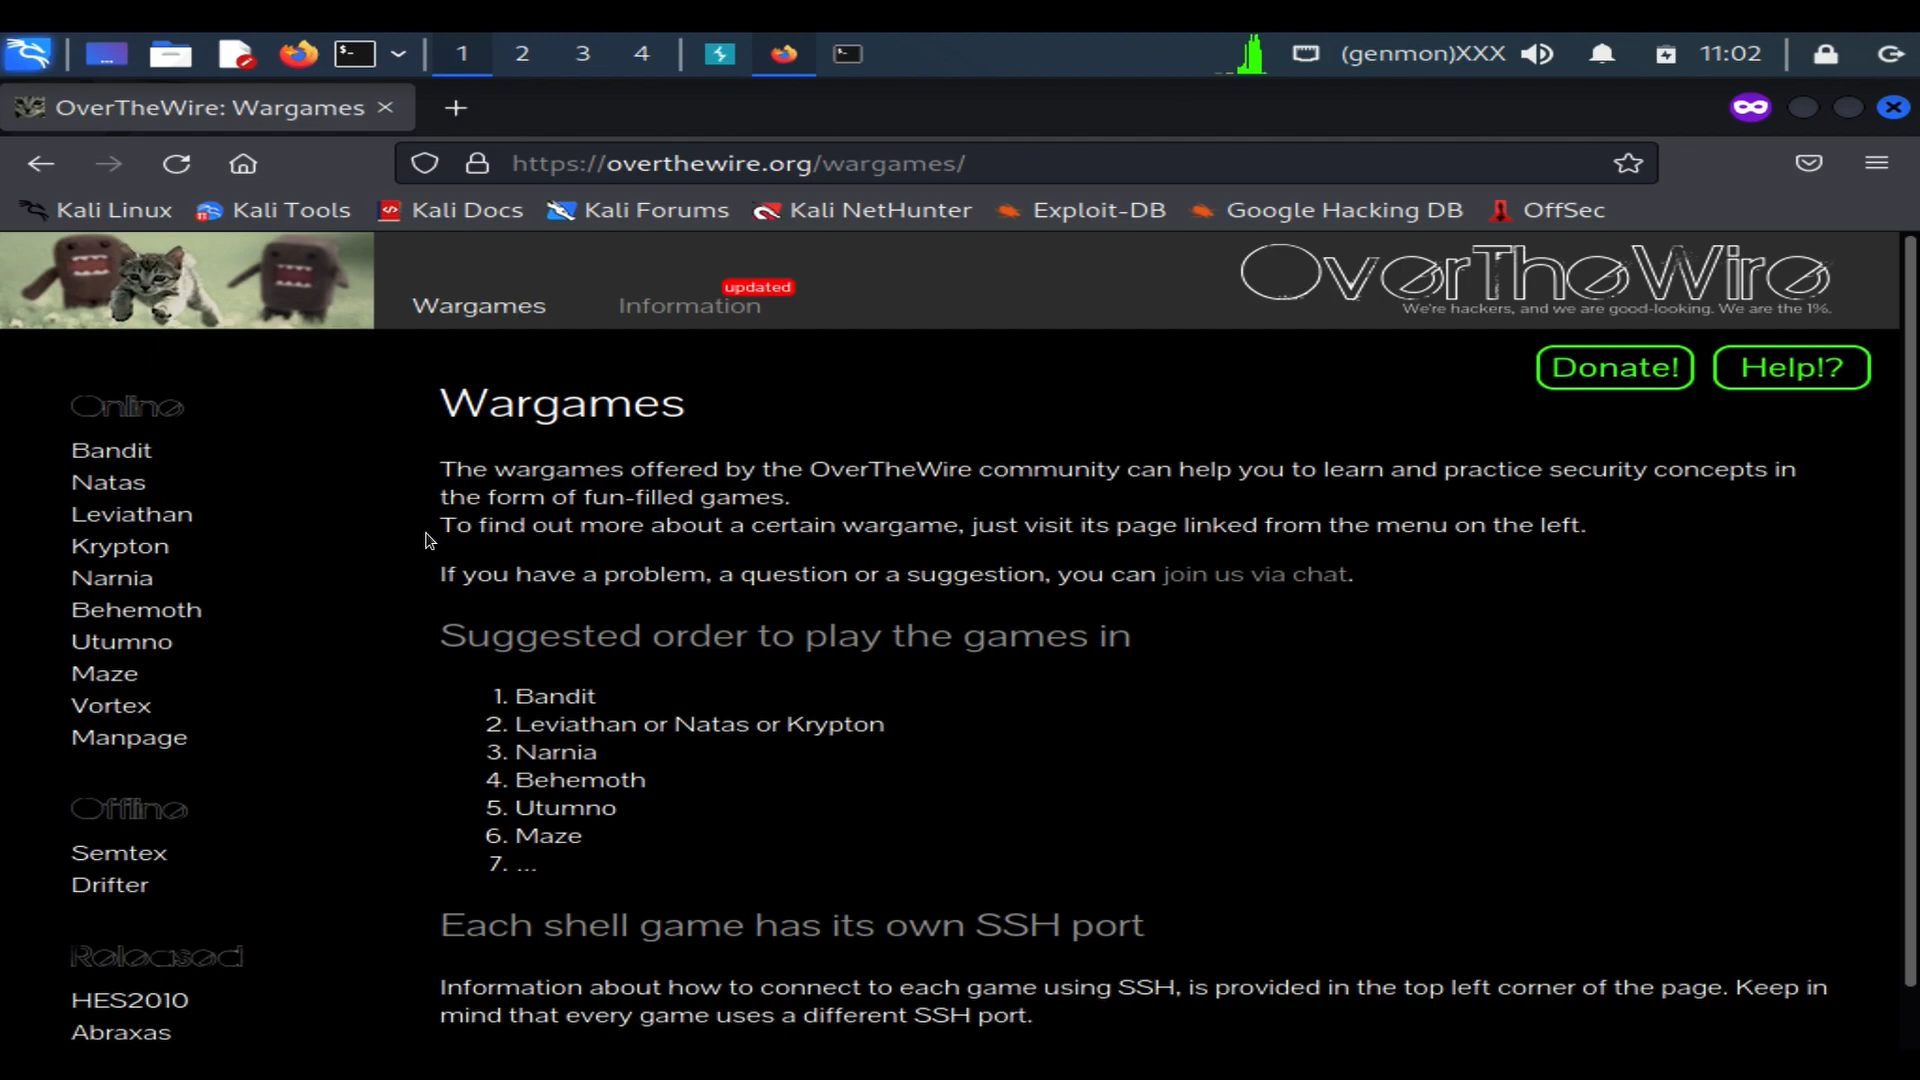 1 2 3 4 (genmon)XXX 11:02
OverTheWire: Wargames
https://overthewire.org/wargames/
Kali Linux Kali Tools Kali Docs Kali Forums Kali NetHunter Exploit-DB Google Hacking DB OffSec
Wargames Information updated
OverTheWire
We're hackers, and we are good-looking. We are the 1%.
Donate! Help!?
Online
Bandit
Natas
Leviathan
Krypton
Narnia
Behemoth
Utumno
Maze
Vortex
Manpage
Offline
Semtex
Drifter
Released
HES2010
Abraxas
Wargames
The wargames offered by the OverTheWire community can help you to learn and practice security concepts in
the form of fun-filled games.
To find out more about a certain wargame, just visit its page linked from the menu on the left.
If you have a problem, a question or a suggestion, you can join us via chat.
Suggested order to play the games in
1. Bandit
2. Leviathan or Natas or Krypton
3. Narnia
4. Behemoth
5. Utumno
6. Maze
7. ...
Each shell game has its own SSH port
Information about how to connect to each game using SSH, is provided in the top left corner of the page. Keep in
mind that every game uses a different SSH port.